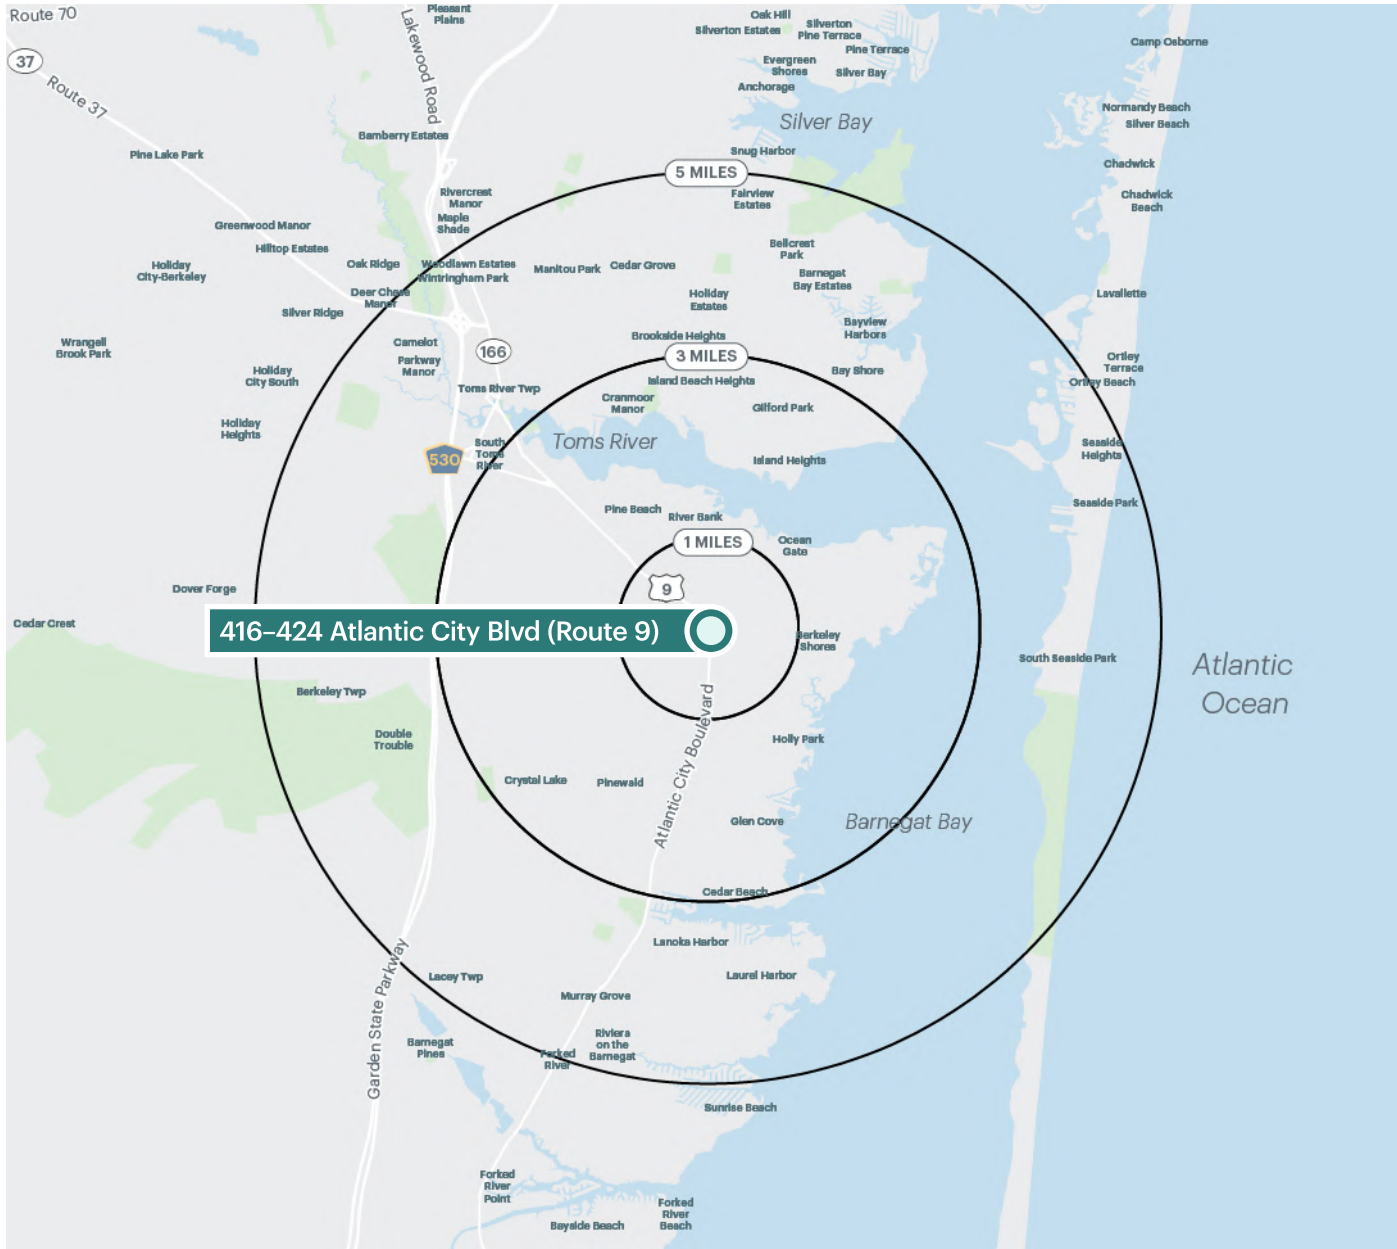 Route 70
Pleasant
Plains
Lakewood Road
Oak Hill
Silverton Estates
Silverton
Pine Terrace
Pine Terrace
Camp Osborne
37
Route 37
Evergreen
Shores
Silver Bay
Anchorage
Normandy Beach
Silver Beach
Silver Bay
Bamberry Estates
Pine Lake Park
Snug Harbor
Chadwick
5 MILES
Rivercrest
Manor
Fairview
Estates
Chadwick
Beach
Maple
Shade
Greenwood Manor
Hilltop Estates
Bellcrest
Park
Holiday
City-Berkeley
Oak Ridge
Woodlawn Estates
Wintringham Park
Manitou Park
Cedar Grove
Barnegat
Bay Estates
Deer Chase
Manor
Holiday
Estates
Lavallette
Silver Ridge
Bayview
Harbors
Brookside Heights
Wrangell
Brook Park
Camelot
166
3 MILES
Parkway
Manor
Ortley
Terrace
Holiday
City South
Bay Shore
Island Beach Heights
Ortley Beach
Toms River Twp
Cranmoor
Manor
Gilford Park
Holiday
Heights
Toms River
South
Toms
River
530
Seaside
Heights
Island Heights
Seaside Park
Pine Beach
River Bank
1 MILES
Ocean
Gate
Dover Forge
9
Cedar Crest
416–424 Atlantic City Blvd (Route 9)
Berkeley
Shores
South Seaside Park
Atlantic
Ocean
Berkeley Twp
Double
Trouble
Holly Park
Atlantic City Boulevard
Crystal Lake
Pinewald
Glen Cove
Barnegat Bay
Cedar Beach
Lanoka Harbor
Garden State Parkway
Lacey Twp
Laurel Harbor
Murray Grove
Barnegat
Pines
Riviera
on the
Barnegat
Forked
River
Sunrise Beach
Forked
River
Point
Forked
River
Beach
Bayside Beach